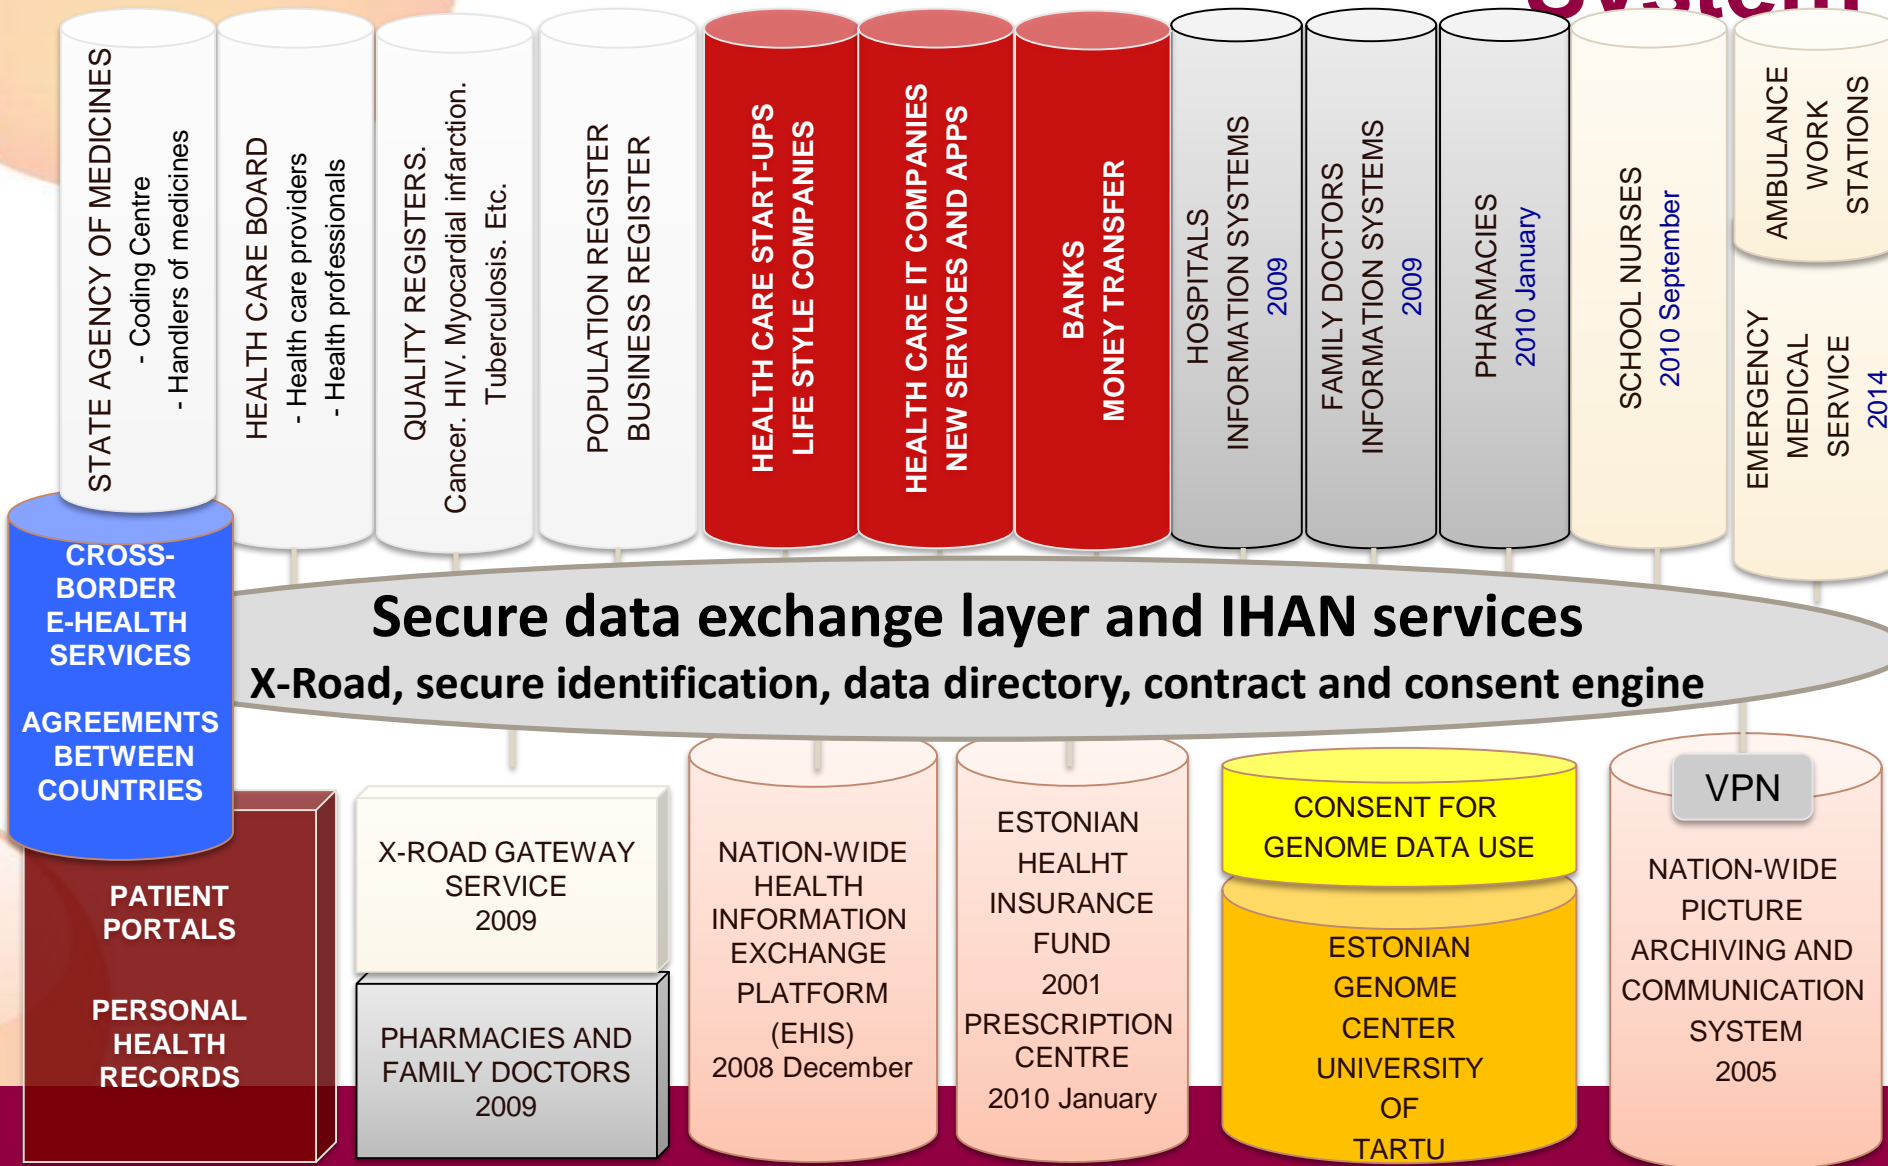 System
STATE AGENCY OF MEDICINES
- Coding Centre
- Handlers of medicines
HEALTH CARE BOARD
- Health care providers
- Health professionals
QUALITY REGISTERS.
Cancer. HIV. Myocardial infarction.
Tuberculosis. Etc.
POPULATION REGISTER
BUSINESS REGISTER
HEALTH CARE START-UPS
LIFE STYLE COMPANIES
HEALTH CARE IT COMPANIES
NEW SERVICES AND APPS
BANKS
MONEY TRANSFER
HOSPITALS
INFORMATION SYSTEMS
2009
FAMILY DOCTORS
INFORMATION SYSTEMS
2009
PHARMACIES
2010 January
SCHOOL NURSES
2010 September
AMBULANCE
WORK
STATIONS
EMERGENCY
MEDICAL
SERVICE
2014
CROSS-
BORDER
E-HEALTH
SERVICES
AGREEMENTS
BETWEEN
COUNTRIES
Secure data exchange layer and IHAN services
X-Road, secure identification, data directory, contract and consent engine
PATIENT
PORTALS
PERSONAL
HEALTH
RECORDS
X-ROAD GATEWAY
SERVICE
2009
PHARMACIES AND
FAMILY DOCTORS
2009
NATION-WIDE
HEALTH
INFORMATION
EXCHANGE
PLATFORM
(EHIS)
2008 December
ESTONIAN
HEALHT
INSURANCE
FUND
2001
PRESCRIPTION
CENTRE
2010 January
CONSENT FOR
GENOME DATA USE
ESTONIAN
GENOME
CENTER
UNIVERSITY
OF
TARTU
VPN
NATION-WIDE
PICTURE
ARCHIVING AND
COMMUNICATION
SYSTEM
2005